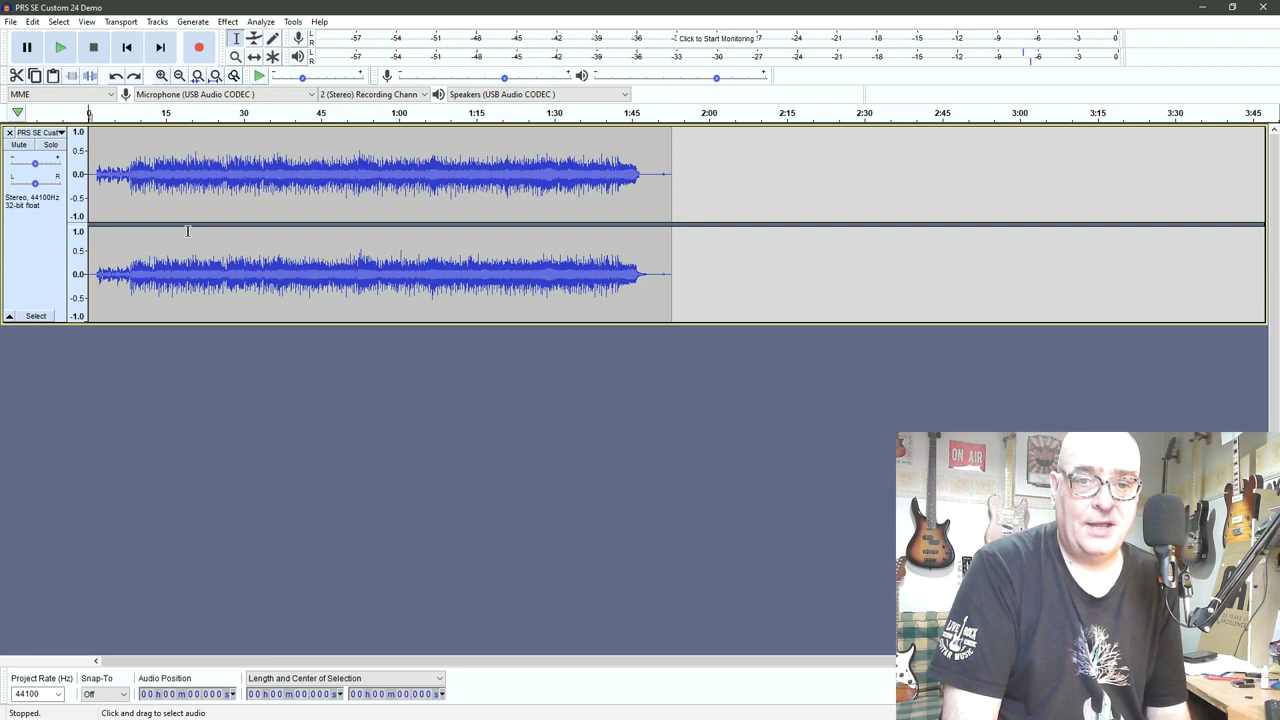 PRS SE Custom 24 Demo
File Edit Select View Transport Tracks Generate Effect Analyze Tools Help
L
R
-57 -54 -51 -48 -45 -42 -39 -36 -33 Click to Start Monitoring -18 -15 -12 -9 -6 -3 0
L
R
-57 -54 -51 -48 -45 -42 -39 -36 -33 -30 -27 -24 -21 -18 -15 -12 -9 -6 -3 0
MME Microphone (USB Audio CODEC ) 2 (Stereo) Recording Chann Speakers (USB Audio CODEC )
0 15 30 45 1:00 1:15 1:30 1:45 2:00 2:15 2:30 2:45 3:00 3:15 3:30 3:45
PRS SE Cust
Mute Solo
- +
L R
Stereo, 44100Hz
32-bit float
Select
1.0
0.5
0.0
-0.5
-1.0
1.0
0.5
0.0
-0.5
-1.0
ON AIR
LIVE ROCK
GUITAR MUSIC
Project Rate (Hz) Snap-To Audio Position Length and Center of Selection
44100 Off 00 h 00 m 00.000 s 00 h 00 m 00.000 s 00 h 00 m 00.000 s
Stopped. Click and drag to select audio